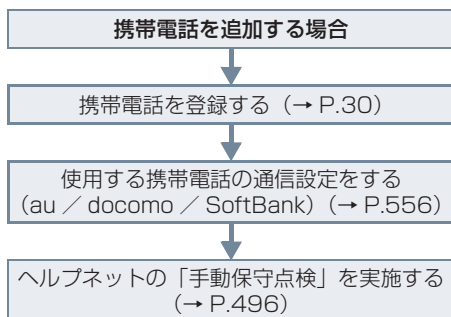 携帯電話を追加する場合
携帯電話を登録する（→ P.30）
使用する携帯電話の通信設定をする
（au ／ docomo ／ SoftBank）（→ P.556）
ヘルプネットの「手動保守点検」を実施する
（→ P.496）